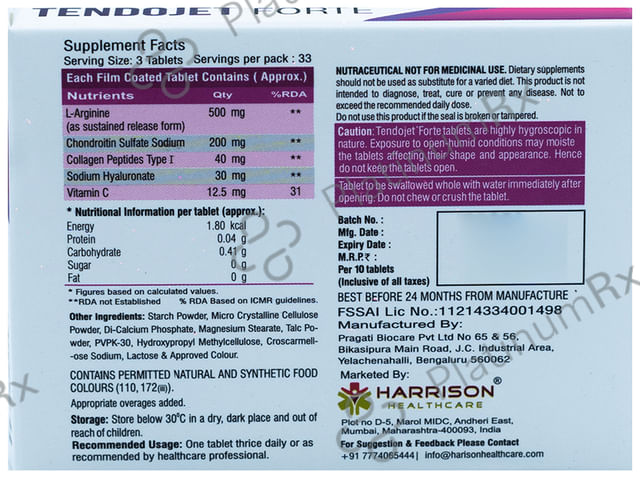 TENDOJET FORTE
Supplement Facts
Serving Size: 3 Tablets Servings per pack : 33
Each Film Coated Tablet Contains ( Approx.)
Nutrients Qty %RDA
L-Arginine 500 mg **
(as sustained release form)
Chondroitin Sulfate Sodium 200 mg **
Collagen Peptides Type I 40 mg **
Sodium Hyaluronate 30 mg **
Vitamin C 12.5 mg 31
* Nutritional Information per tablet (approx.):
Energy 1.80 kcal
Protein 0.04 g
Carbohydrate 0.41 g
Sugar 0 g
Fat 0 g
* Figures based on calculated values.
**RDA not Established % RDA Based on ICMR guidelines.
Other Ingredients: Starch Powder, Micro Crystalline Cellulose
Powder, Di-Calcium Phosphate, Magnesium Stearate, Talc Po-
wder, PVPK-30, Hydroxypropyl Methylcellulose, Croscarmell-
-ose Sodium, Lactose & Approved Colour.
CONTAINS PERMITTED NATURAL AND SYNTHETIC FOOD
COLOURS (110, 172(iii)).
Appropriate overages added.
Storage: Store below 30°C in a dry, dark place and out of
reach of children.
Recommended Usage: One tablet thrice daily or as
recommended by healthcare professional.
NUTRACEUTICAL NOT FOR MEDICINAL USE. Dietary supplements
should not be used as substitute for a varied diet. This product is not
intended to diagnose, treat, cure or prevent any disease. Not to
exceed the recommended daily dose.
Do not use this product if the seal is broken or tampered.
Caution: Tendojet Forte tablets are highly hygroscopic in
nature. Exposure to open humid conditions may moiste
the tablets affecting their shape and appearance. Hence
do not keep the tablets open.
Tablet to be swallowed whole with water immediately after
opening. Do not chew or crush the tablet.
Batch No. :
Mfg. Date :
Expiry Date :
M.R.P.₹ :
Per 10 tablets
(Inclusive of all taxes)
BEST BEFORE 24 MONTHS FROM MANUFACTURE
FSSAI Lic No.:11214334001498
Manufactured By:
Pragati Biocare Pvt Ltd No 65 & 56,
Bikasipura Main Road, J.C. Industrial Area,
Yelachenahalli, Bengaluru 560062
Marketed By:
HARRISON®
HEALTHCARE
Plot no D-5, Marol MIDC, Andheri East,
Mumbai, Maharashtra-400093, India
For Suggestion & Feedback Please Contact
+91 7774065444 | info@harisonhealthcare.com
PlatinumRx